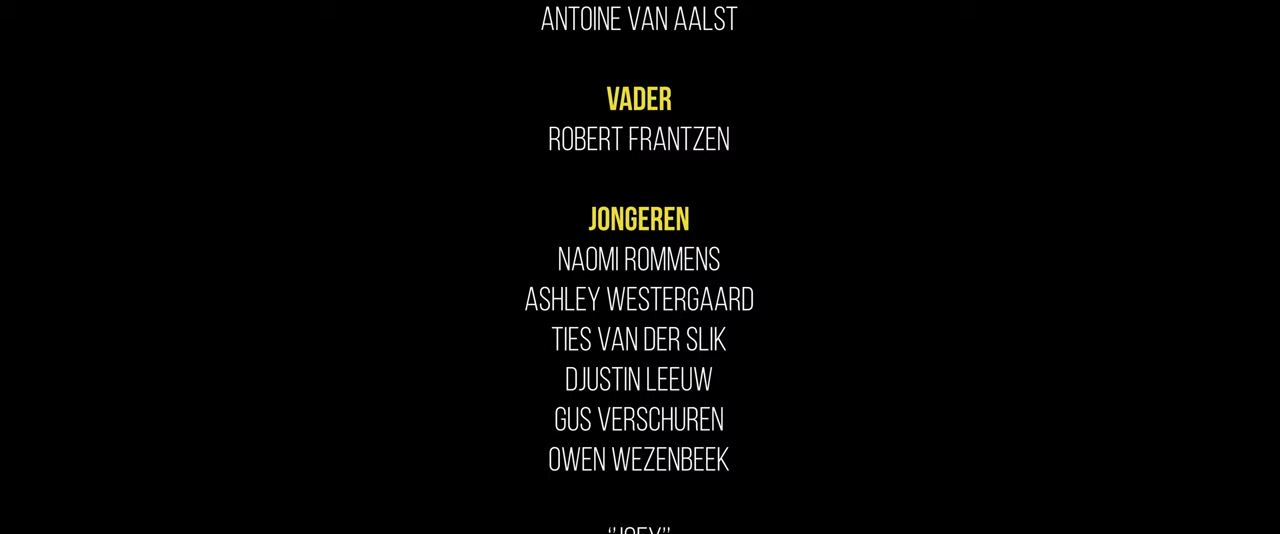 ANTOINE VAN AALST
VADER
ROBERT FRANTZEN
JONGEREN
NAOMI ROMMENS
ASHLEY WESTERGAARD
TIES VAN DER SLIK
DJUSTIN LEEUW
GUS VERSCHUREN
OWEN WEZENBEEK
"JOEY"